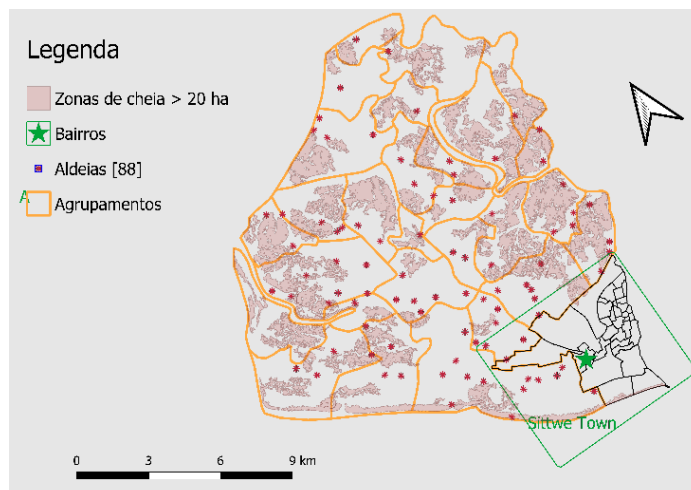 Legenda
Zonas de cheia > 20 ha
Bairros
Aldeias [88]
A
Agrupamentos
Sittwe Town
0 3 6 9 km